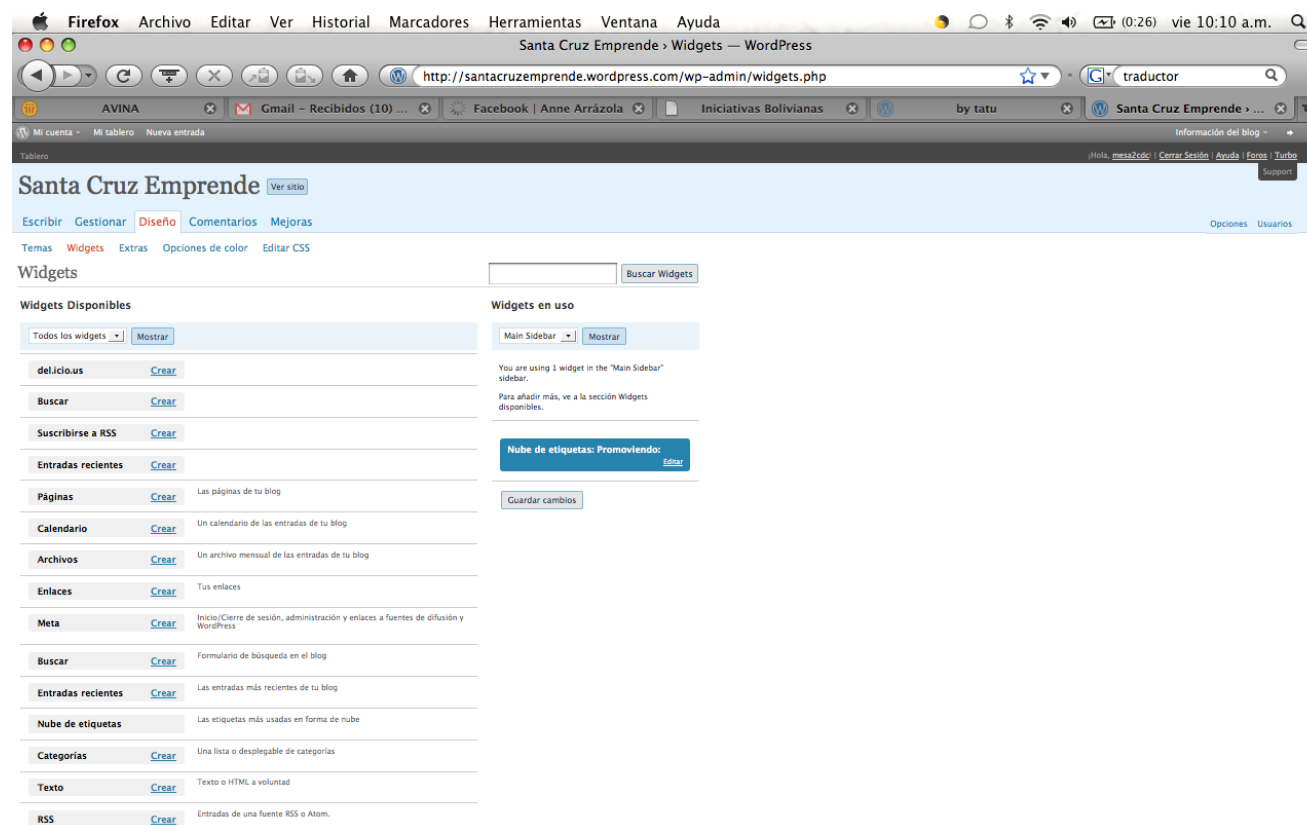 Firefox Archivo Editar Ver Historial Marcadores Herramientas Ventana Ayuda (0:26) vie 10:10 a.m.
Santa Cruz Emprende › Widgets — WordPress
http://santacruzemprende.wordpress.com/wp-admin/widgets.php traductor
AVINA Gmail – Recibidos (10) ... Facebook | Anne Arrázola Iniciativas Bolivianas by tatu Santa Cruz Emprende › ...
Mi cuenta Mi tablero Nueva entrada Información del blog
Tablero ¡Hola, mesa2cdc! | Cerrar Sesión | Ayuda | Foros | Turbo
Support
Santa Cruz Emprende Ver sitio
Escribir Gestionar Diseño Comentarios Mejoras Opciones Usuarios
Temas Widgets Extras Opciones de color Editar CSS
Widgets Buscar Widgets
Widgets Disponibles
Todos los widgets Mostrar
del.icio.us Crear
Buscar Crear
Suscribirse a RSS Crear
Entradas recientes Crear
Páginas Crear Las páginas de tu blog
Calendario Crear Un calendario de las entradas de tu blog
Archivos Crear Un archivo mensual de las entradas de tu blog
Enlaces Crear Tus enlaces
Meta Crear Inicio/Cierre de sesión, administración y enlaces a fuentes de difusión y
WordPress
Buscar Crear Formulario de búsqueda en el blog
Entradas recientes Crear Las entradas más recientes de tu blog
Nube de etiquetas Las etiquetas más usadas en forma de nube
Categorías Crear Una lista o desplegable de categorías
Texto Crear Texto o HTML a voluntad
RSS Crear Entradas de una fuente RSS o Atom.
Widgets en uso
Main Sidebar Mostrar
You are using 1 widget in the "Main Sidebar"
sidebar.
Para añadir más, ve a la sección Widgets
disponibles.
Nube de etiquetas: Promoviendo:
Editar
Guardar cambios